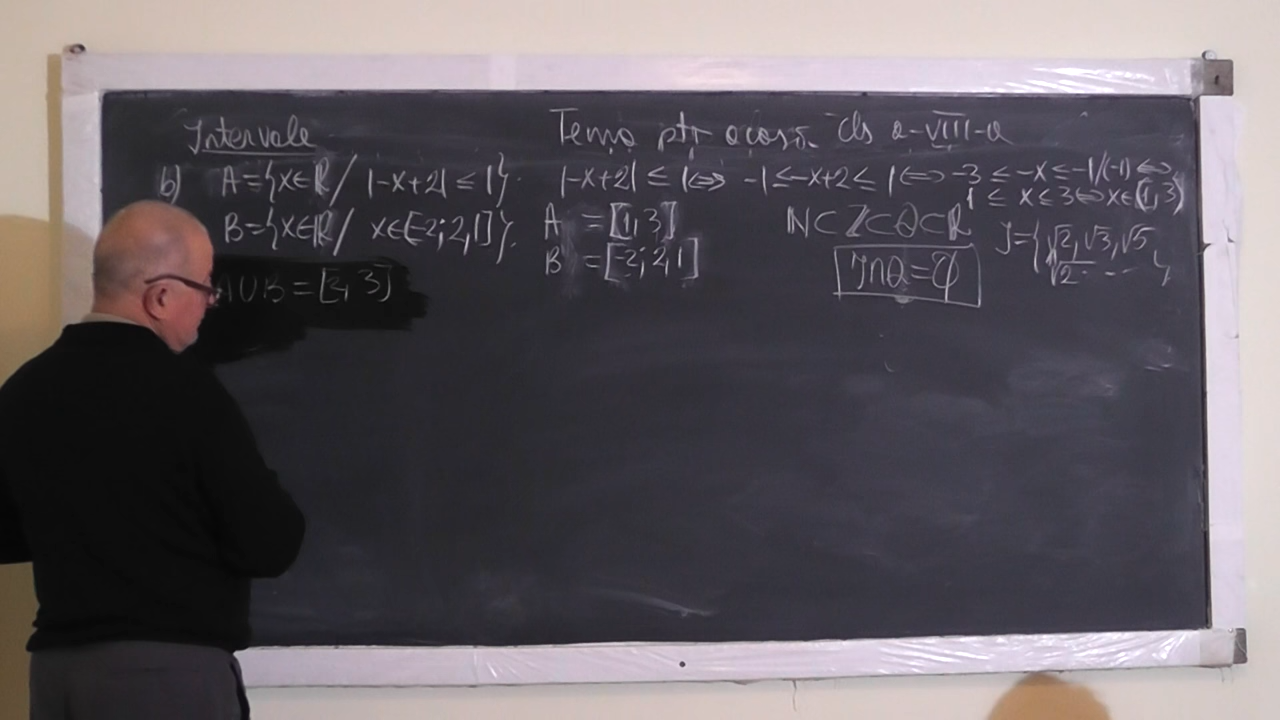 Intervale
Tema ptr acasă Cls a-VIII-a
b) A={x∈ℝ/ |-x+2| ≤ 1}. |-x+2| ≤ 1 ⇔ -1 ≤ -x+2 ≤ 1 ⇔ -3 ≤ -x ≤ -1/(-1) ⇔
1 ≤ x ≤ 3 ⇔ x∈[1,3]
B={x∈ℝ/ x∈[-2; 2,1]}.
A = [1,3]
B = [-2; 2,1]
ℕ⊂ℤ⊂ℚ⊂ℝ
J={√2, √3, √5,
√2 ... }
J∩ℚ=∅
A∪B = [2, 3]